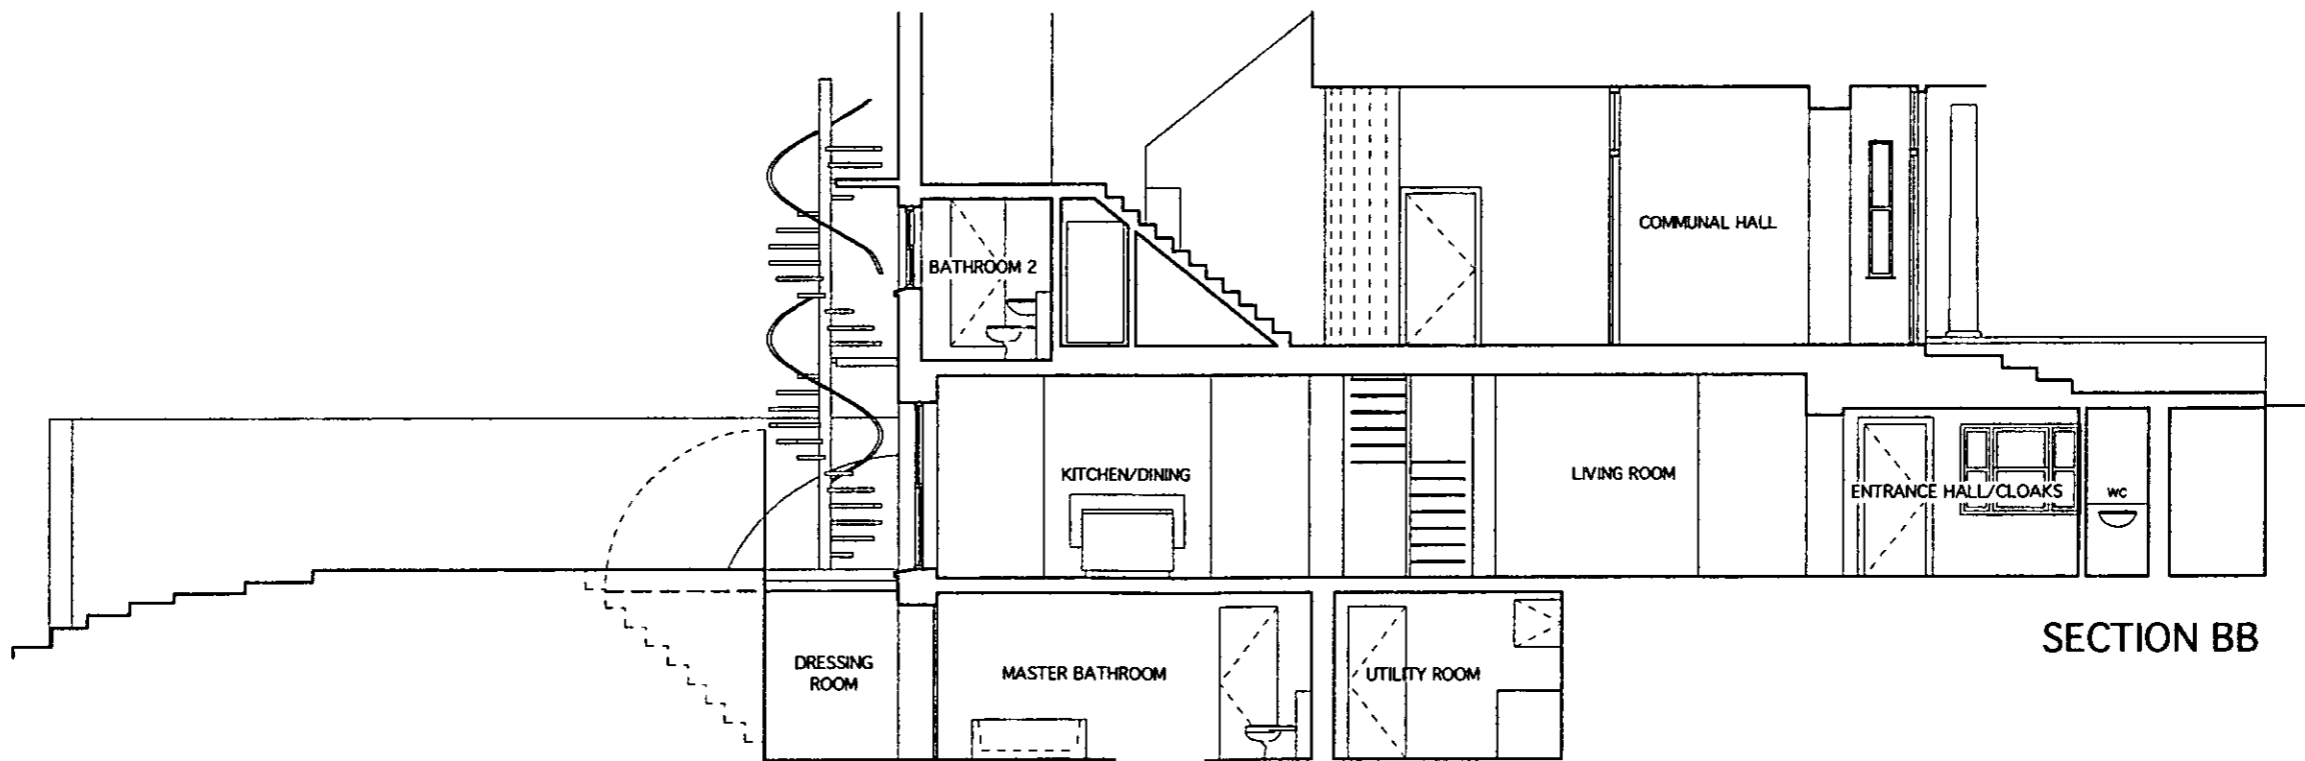 COMMUNAL HALL
BATHROOM 2
KITCHEN/DINING
LIVING ROOM
ENTRANCE HALL/CLOAKS
WC
SECTION BB
DRESSING
ROOM
MASTER BATHROOM
UTILITY ROOM